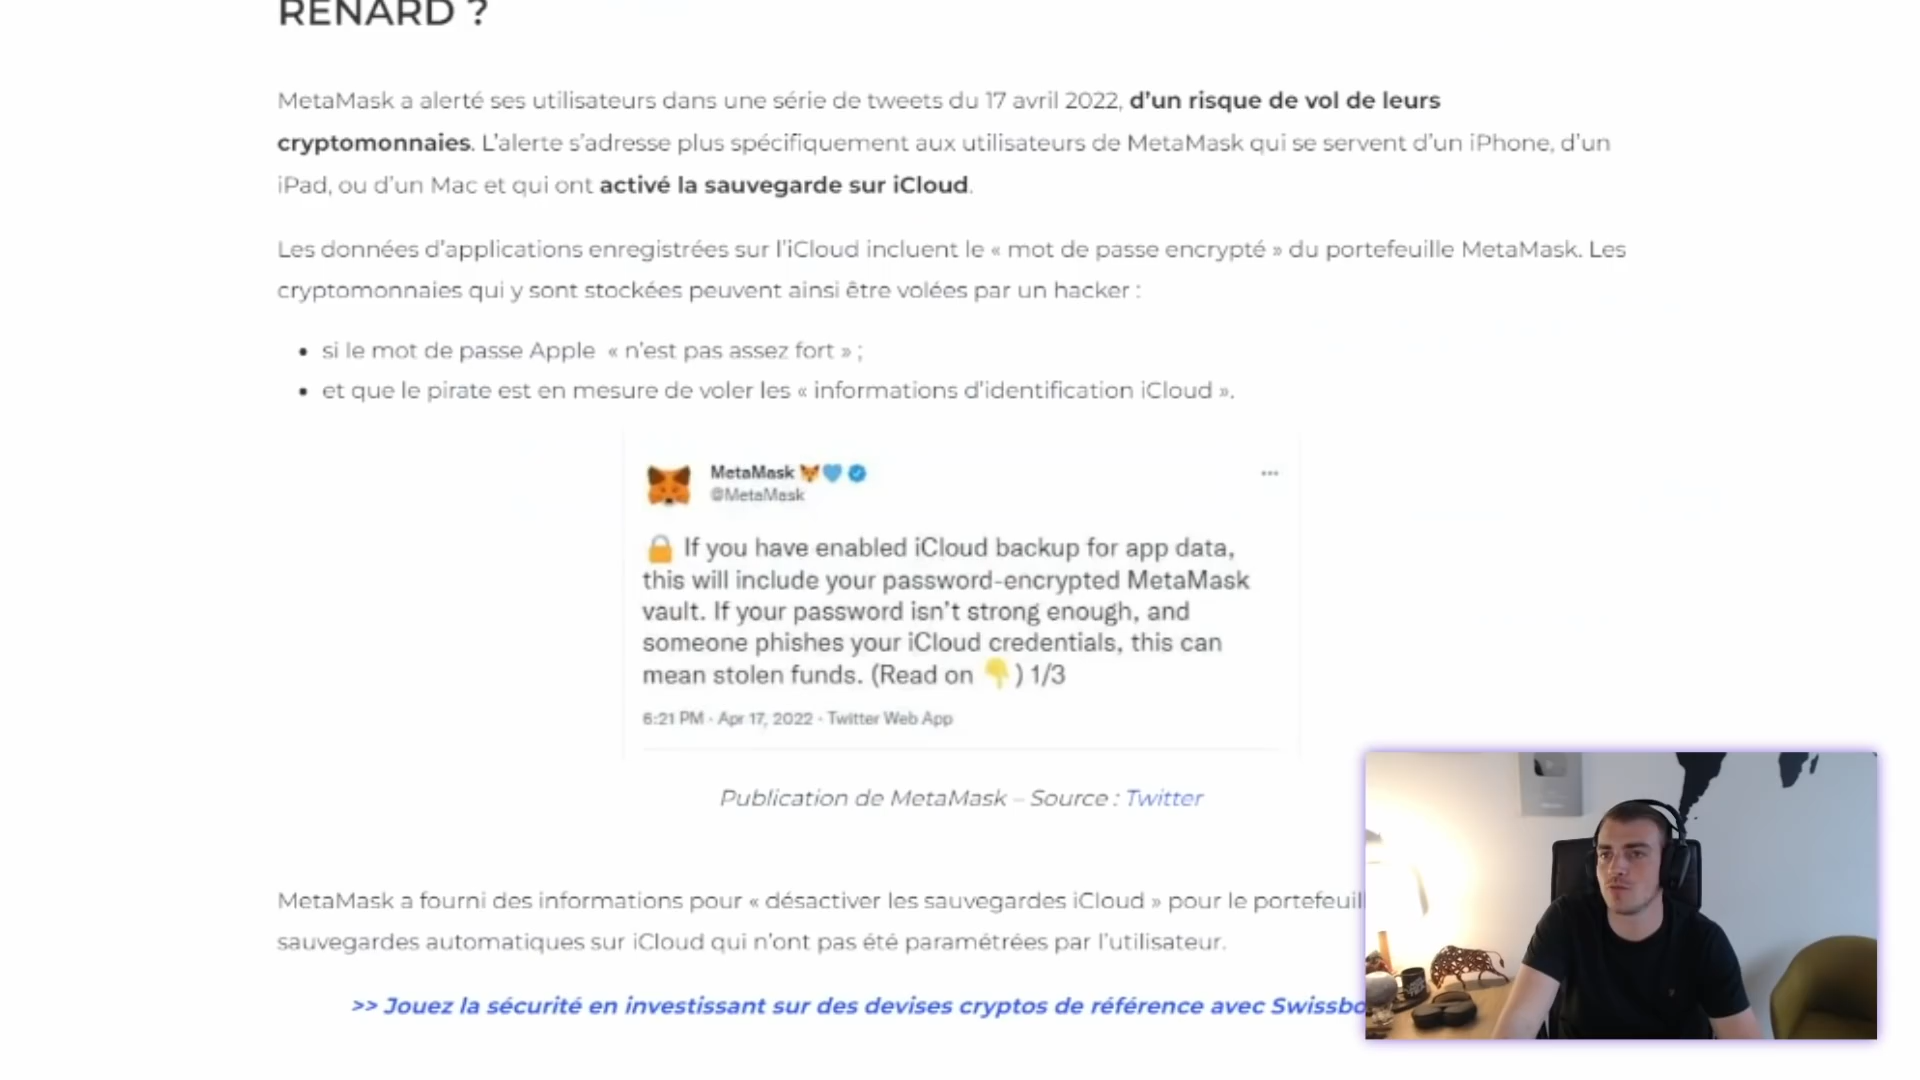 RENARD ?
MetaMask a alerté ses utilisateurs dans une série de tweets du 17 avril 2022, d'un risque de vol de leurs
cryptomonnaies. L'alerte s'adresse plus spécifiquement aux utilisateurs de MetaMask qui se servent d'un iPhone, d'un
iPad, ou d'un Mac et qui ont activé la sauvegarde sur iCloud.
Les données d'applications enregistrées sur l'iCloud incluent le « mot de passe encrypté » du portefeuille MetaMask. Les
cryptomonnaies qui y sont stockées peuvent ainsi être volées par un hacker :
• si le mot de passe Apple « n'est pas assez fort » ;
• et que le pirate est en mesure de voler les « informations d'identification iCloud ».
MetaMask 🦊💙
@MetaMask
🔒 If you have enabled iCloud backup for app data,
this will include your password-encrypted MetaMask
vault. If your password isn't strong enough, and
someone phishes your iCloud credentials, this can
mean stolen funds. (Read on 👇) 1/3
6:21 PM · Apr 17, 2022 · Twitter Web App
Publication de MetaMask – Source : Twitter
MetaMask a fourni des informations pour « désactiver les sauvegardes iCloud » pour le portefeuill
sauvegardes automatiques sur iCloud qui n'ont pas été paramétrées par l'utilisateur.
>> Jouez la sécurité en investissant sur des devises cryptos de référence avec Swissbo